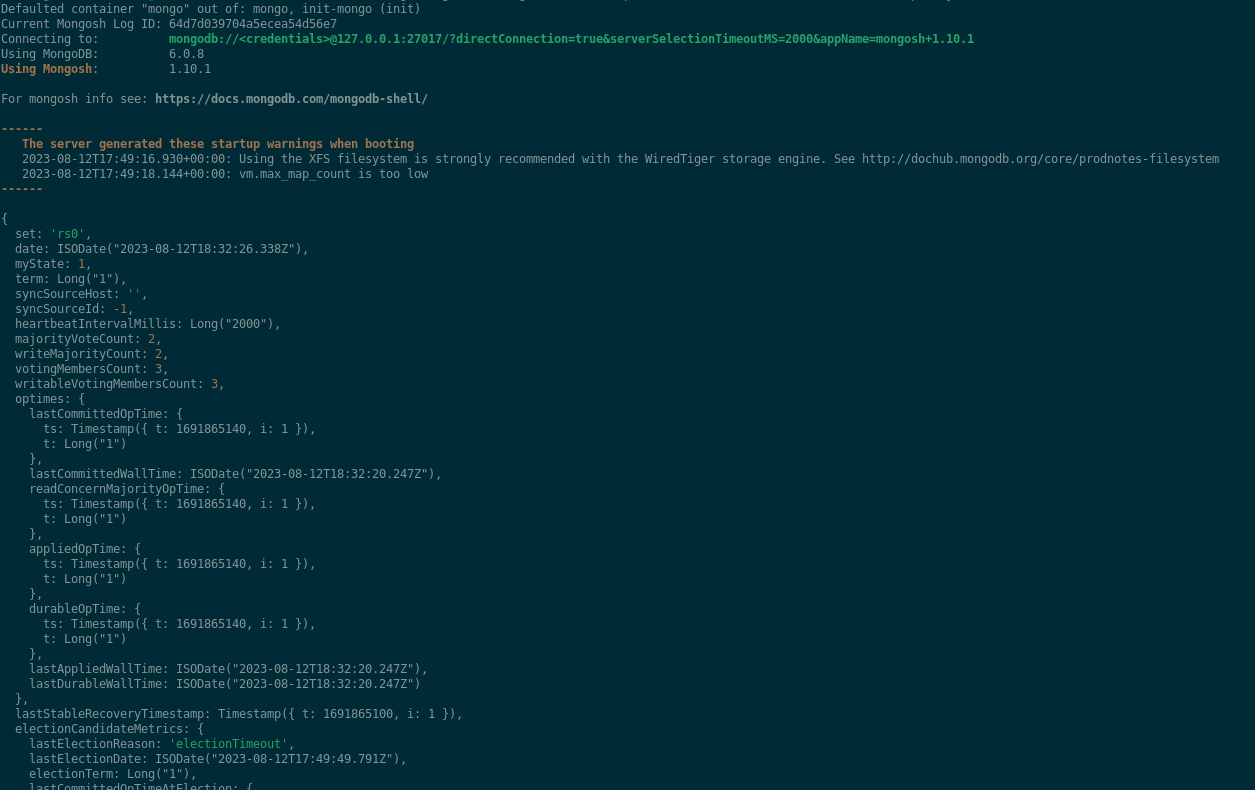 Defaulted container "mongo" out of: mongo, init-mongo (init)
Current Mongosh Log ID: 64d7d039704a5ecea54d56e7
Connecting to:          mongodb://<credentials>@127.0.0.1:27017/?directConnection=true&serverSelectionTimeoutMS=2000&appName=mongosh+1.10.1
Using MongoDB:          6.0.8
Using Mongosh:          1.10.1

For mongosh info see: https://docs.mongodb.com/mongodb-shell/

------
   The server generated these startup warnings when booting
   2023-08-12T17:49:16.930+00:00: Using the XFS filesystem is strongly recommended with the WiredTiger storage engine. See http://dochub.mongodb.org/core/prodnotes-filesystem
   2023-08-12T17:49:18.144+00:00: vm.max_map_count is too low
------

{
  set: 'rs0',
  date: ISODate("2023-08-12T18:32:26.338Z"),
  myState: 1,
  term: Long("1"),
  syncSourceHost: '',
  syncSourceId: -1,
  heartbeatIntervalMillis: Long("2000"),
  majorityVoteCount: 2,
  writeMajorityCount: 2,
  votingMembersCount: 3,
  writableVotingMembersCount: 3,
  optimes: {
    lastCommittedOpTime: {
      ts: Timestamp({ t: 1691865140, i: 1 }),
      t: Long("1")
    },
    lastCommittedWallTime: ISODate("2023-08-12T18:32:20.247Z"),
    readConcernMajorityOpTime: {
      ts: Timestamp({ t: 1691865140, i: 1 }),
      t: Long("1")
    },
    appliedOpTime: {
      ts: Timestamp({ t: 1691865140, i: 1 }),
      t: Long("1")
    },
    durableOpTime: {
      ts: Timestamp({ t: 1691865140, i: 1 }),
      t: Long("1")
    },
    lastAppliedWallTime: ISODate("2023-08-12T18:32:20.247Z"),
    lastDurableWallTime: ISODate("2023-08-12T18:32:20.247Z")
  },
  lastStableRecoveryTimestamp: Timestamp({ t: 1691865100, i: 1 }),
  electionCandidateMetrics: {
    lastElectionReason: 'electionTimeout',
    lastElectionDate: ISODate("2023-08-12T17:49:49.791Z"),
    electionTerm: Long("1"),
    lastCommittedOpTimeAtElection: {